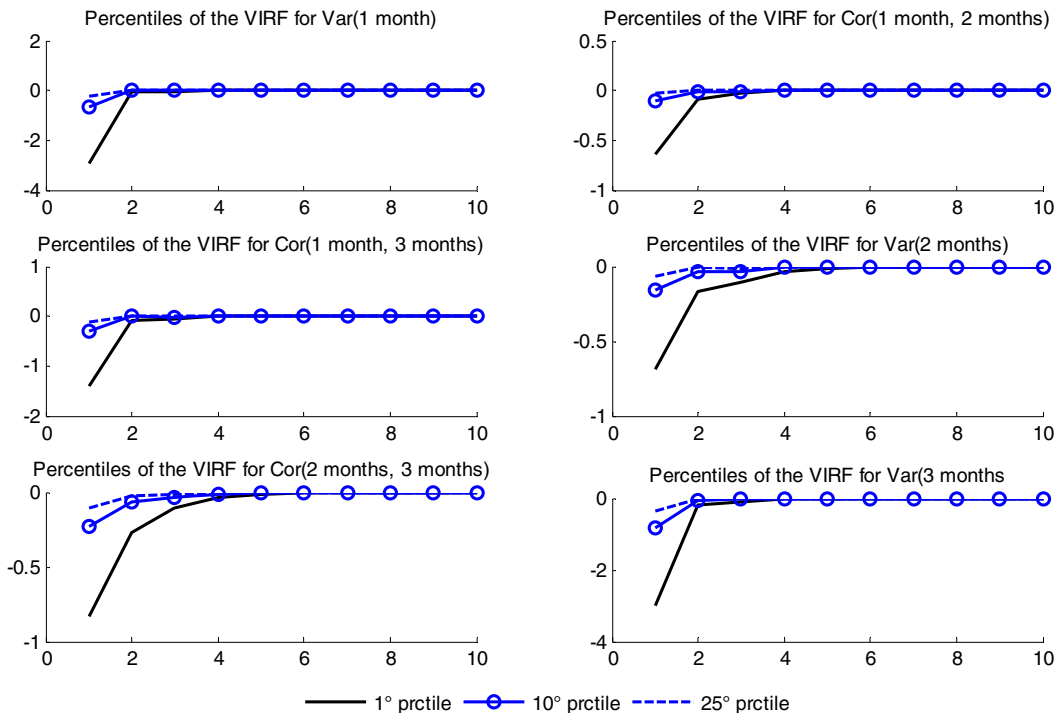 Percentiles of the VIRF for Var(1 month)
2
0
-2
-4
0 2 4 6 8 10
Percentiles of the VIRF for Cor(1 month, 2 months)
0.5
0
-0.5
-1
0 2 4 6 8 10
Percentiles of the VIRF for Cor(1 month, 3 months)
1
0
-1
-2
0 2 4 6 8 10
Percentiles of the VIRF for Var(2 months)
0
-0.5
-1
0 2 4 6 8 10
Percentiles of the VIRF for Cor(2 months, 3 months)
0
-0.5
-1
0 2 4 6 8 10
Percentiles of the VIRF for Var(3 months
0
-2
-4
0 2 4 6 8 10
1° prctile 10° prctile 25° prctile